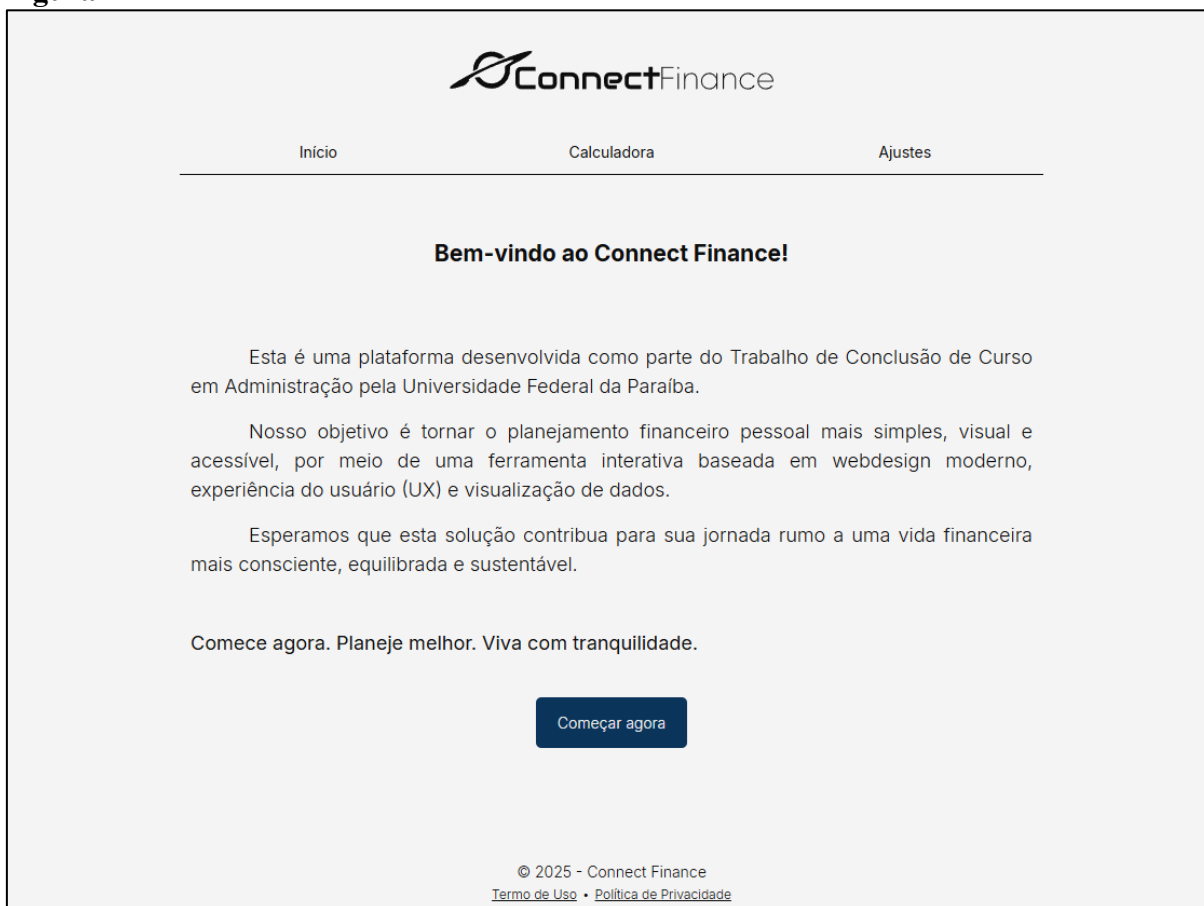 ConnectFinance
Início Calculadora Ajustes
Bem-vindo ao Connect Finance!
Esta é uma plataforma desenvolvida como parte do Trabalho de Conclusão de Curso
em Administração pela Universidade Federal da Paraíba.
Nosso objetivo é tornar o planejamento financeiro pessoal mais simples, visual e
acessível, por meio de uma ferramenta interativa baseada em webdesign moderno,
experiência do usuário (UX) e visualização de dados.
Esperamos que esta solução contribua para sua jornada rumo a uma vida financeira
mais consciente, equilibrada e sustentável.
Comece agora. Planeje melhor. Viva com tranquilidade.
Começar agora
© 2025 - Connect Finance
Termo de Uso • Política de Privacidade